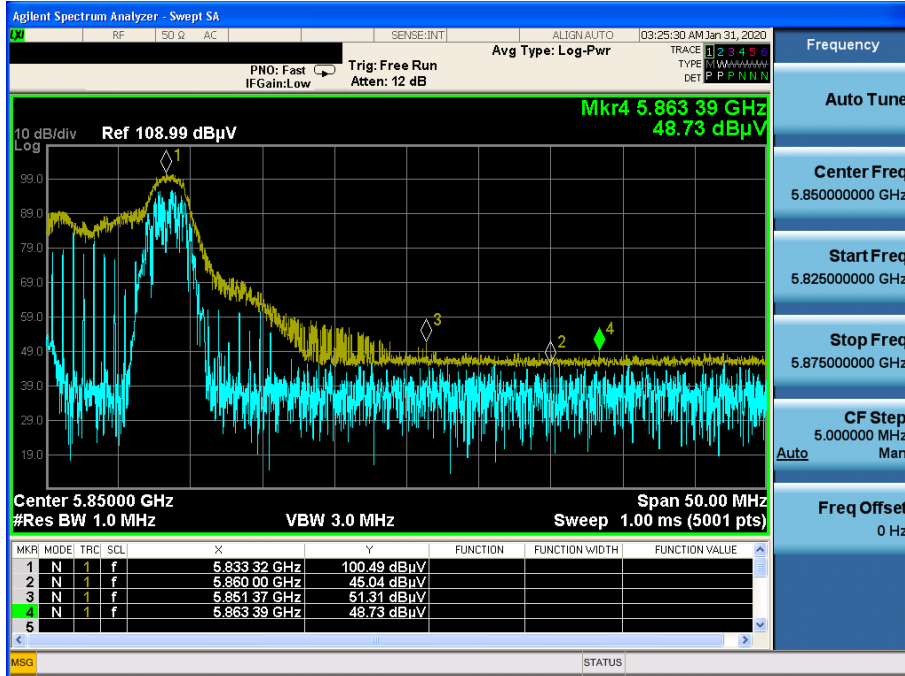 Agilent Spectrum Analyzer - Swept SA
LXI RF 50 Ω AC SENSE:INT ALIGN AUTO 03:25:30 AM Jan 31, 2020
Avg Type: Log-Pwr TRACE 1 2 3 4 5 6
PNO: Fast Trig: Free Run TYPE M W W W W W
IFGain:Low Atten: 12 dB DET P P P N N N
Frequency
Mkr4 5.863 39 GHz
48.73 dBµV
10 dB/div Ref 108.99 dBµV
Log
99.0
89.0
79.0
69.0
59.0
49.0
39.0
29.0
19.0
1
3
2
4
Center 5.85000 GHz Span 50.00 MHz
#Res BW 1.0 MHz VBW 3.0 MHz Sweep 1.00 ms (5001 pts)
MKR MODE TRC SCL X Y FUNCTION FUNCTION WIDTH FUNCTION VALUE
1 N 1 f 5.833 32 GHz 100.49 dBµV
2 N 1 f 5.860 00 GHz 45.04 dBµV
3 N 1 f 5.851 37 GHz 51.31 dBµV
4 N 1 f 5.863 39 GHz 48.73 dBµV
5
MSG STATUS
Auto Tune
Center Freq
5.850000000 GHz
Start Freq
5.825000000 GHz
Stop Freq
5.875000000 GHz
CF Step
5.000000 MHz
Auto Man
Freq Offset
0 Hz